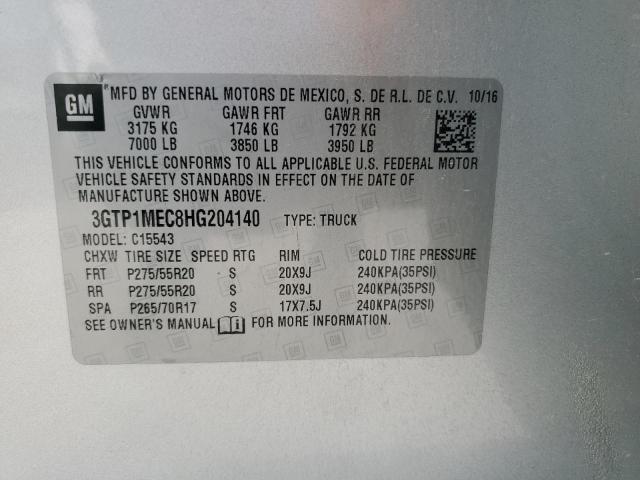 GM
MFD BY GENERAL MOTORS DE MEXICO, S. DE R.L. DE C.V. 10/16
GVWR GAWR FRT GAWR RR
3175 KG 1746 KG 1792 KG
7000 LB 3850 LB 3950 LB
THIS VEHICLE CONFORMS TO ALL APPLICABLE U.S. FEDERAL MOTOR
VEHICLE SAFETY STANDARDS IN EFFECT ON THE DATE OF
MANUFACTURE SHOWN ABOVE.
3GTP1MEC8HG204140 TYPE: TRUCK
MODEL: C15543
CHXW TIRE SIZE SPEED RTG RIM COLD TIRE PRESSURE
FRT P275/55R20 S 20X9J 240KPA(35PSI)
RR P275/55R20 S 20X9J 240KPA(35PSI)
SPA P265/70R17 S 17X7.5J 240KPA(35PSI)
SEE OWNER'S MANUAL FOR MORE INFORMATION.